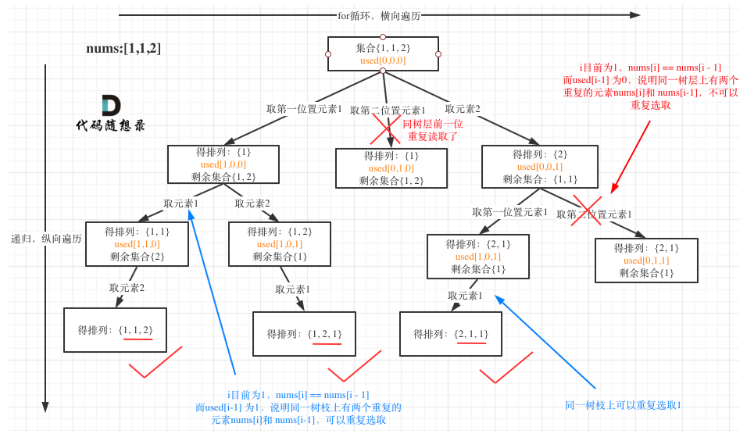 for循环，横向遍历
nums:[1,1,2]
集合{1,1,2}
used[0,0,0]
i目前为1，nums[i] == nums[i - 1]
而used[i-1] 为0，说明同一树层上有两个
重复的元素nums[i]和 nums[i-1]，不可以
重复选取
代码随想录
取第一位置元素1
取第二位置元素1
取元素2
同树层前一位
重复读取了
得排列：{1}
used[1,0,0]
剩余集合{1,2}
得排列：{1}
used[0,1,0]
剩余集合{1,2}
得排列：{2}
used[0,0,1]
剩余集合：{1,1}
取元素1
取元素2
取第一位置元素1
取第二位置元素1
递归，纵向遍历
得排列：{1,1}
used[1,1,0]
剩余集合{2}
得排列：{1,2}
used[1,0,1]
剩余集合{1}
得排列：{2,1}
used[1,0,1]
剩余集合{1}
得排列：{2,1}
used[0,1,1]
剩余集合{1}
取元素2
取元素1
取元素1
得排列：{1,1,2}
得排列：{1,2,1}
得排列：{2,1,1}
i目前为1，nums[i] == nums[i - 1]
而used[i-1] 为1，说明同一树枝上有两个重复的
元素nums[i]和 nums[i-1]，可以重复选取
同一树枝上可以重复选取1